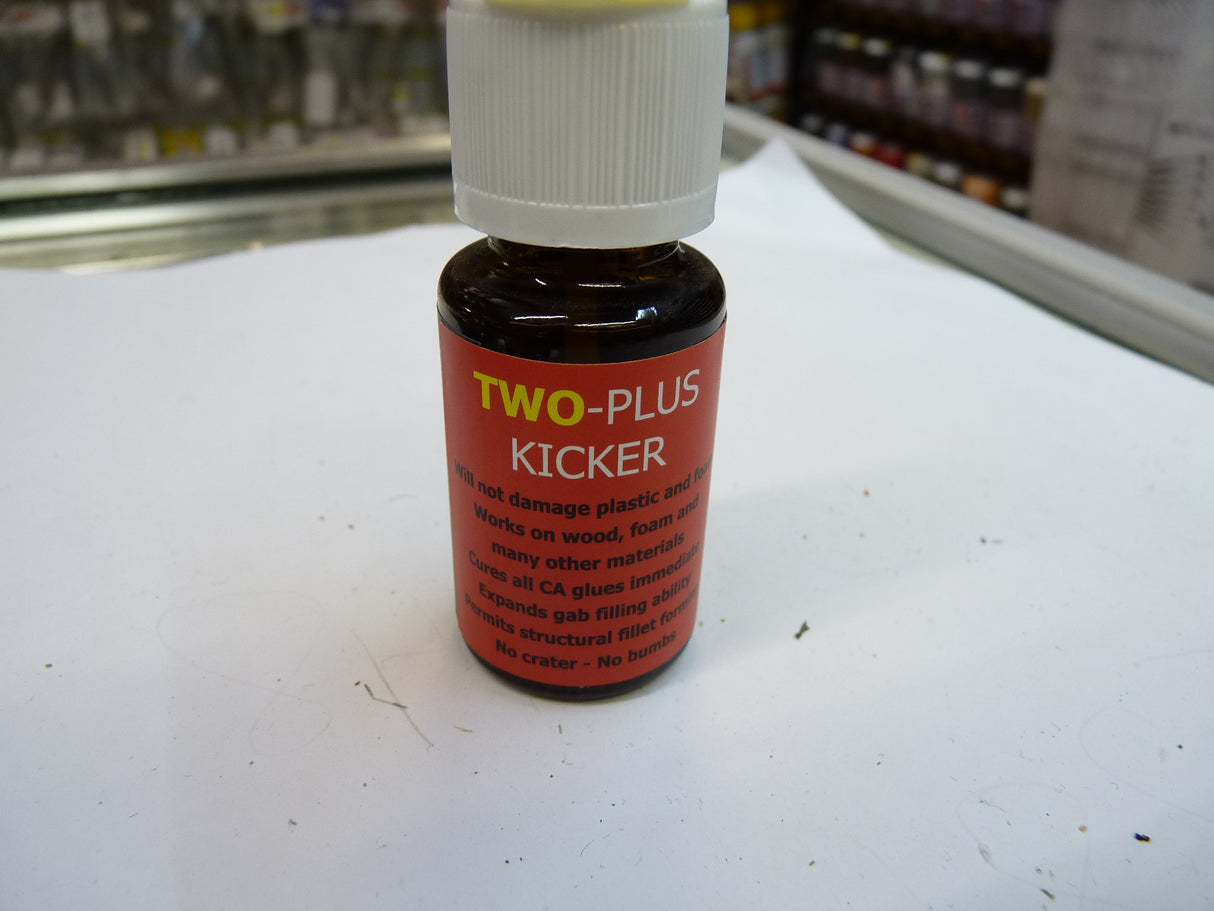 TWO-PLUS
KICKER
Will not damage plastic and foam
Works on wood, foam and
many other materials
Cures all CA glues immediate
Expands gab filling ability
Permits structural fillet forming
No crater - No bumbs